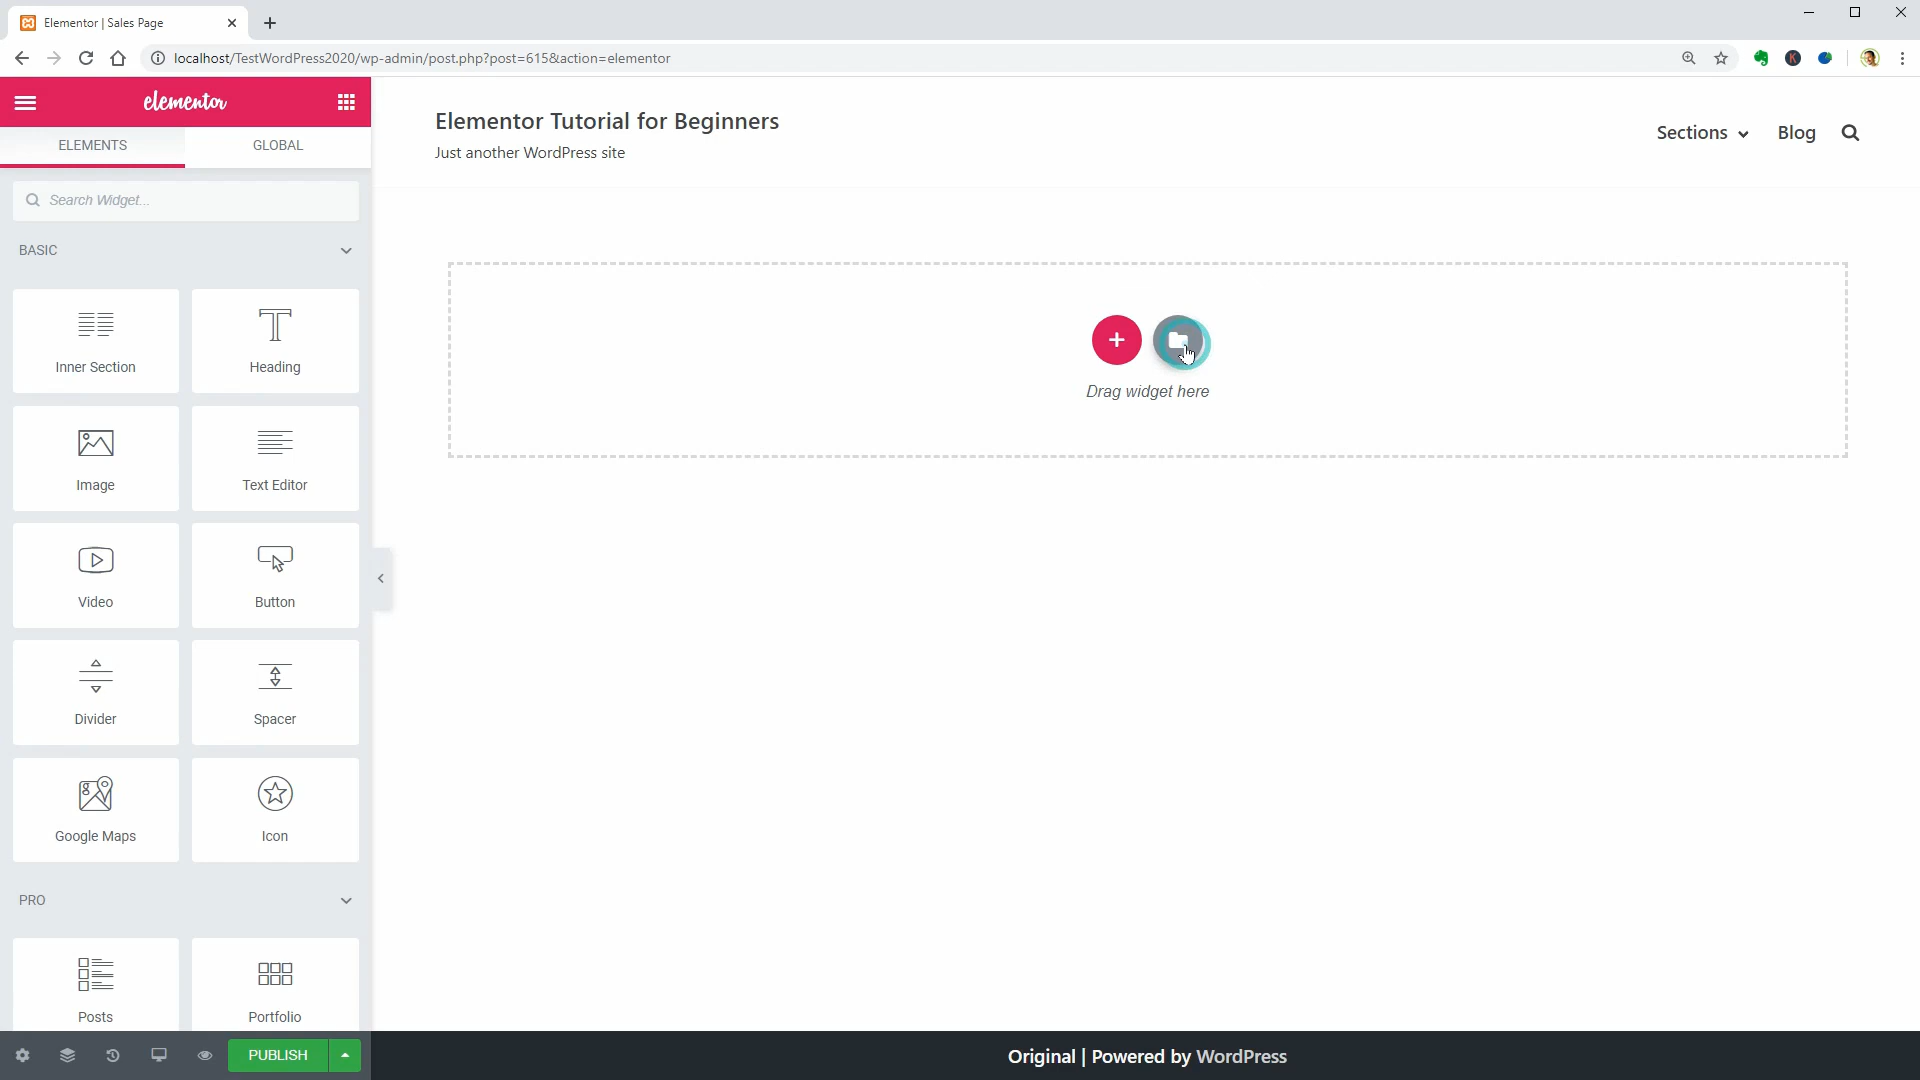 Elementor | Sales Page
localhost/TestWordPress2020/wp-admin/post.php?post=615&action=elementor
elementor
ELEMENTS
GLOBAL
Search Widget...
BASIC
Inner Section
Heading
Image
Text Editor
Video
Button
Divider
Spacer
Google Maps
Icon
PRO
Posts
Portfolio
PUBLISH
Elementor Tutorial for Beginners
Just another WordPress site
Sections
Blog
Drag widget here
Original | Powered by WordPress